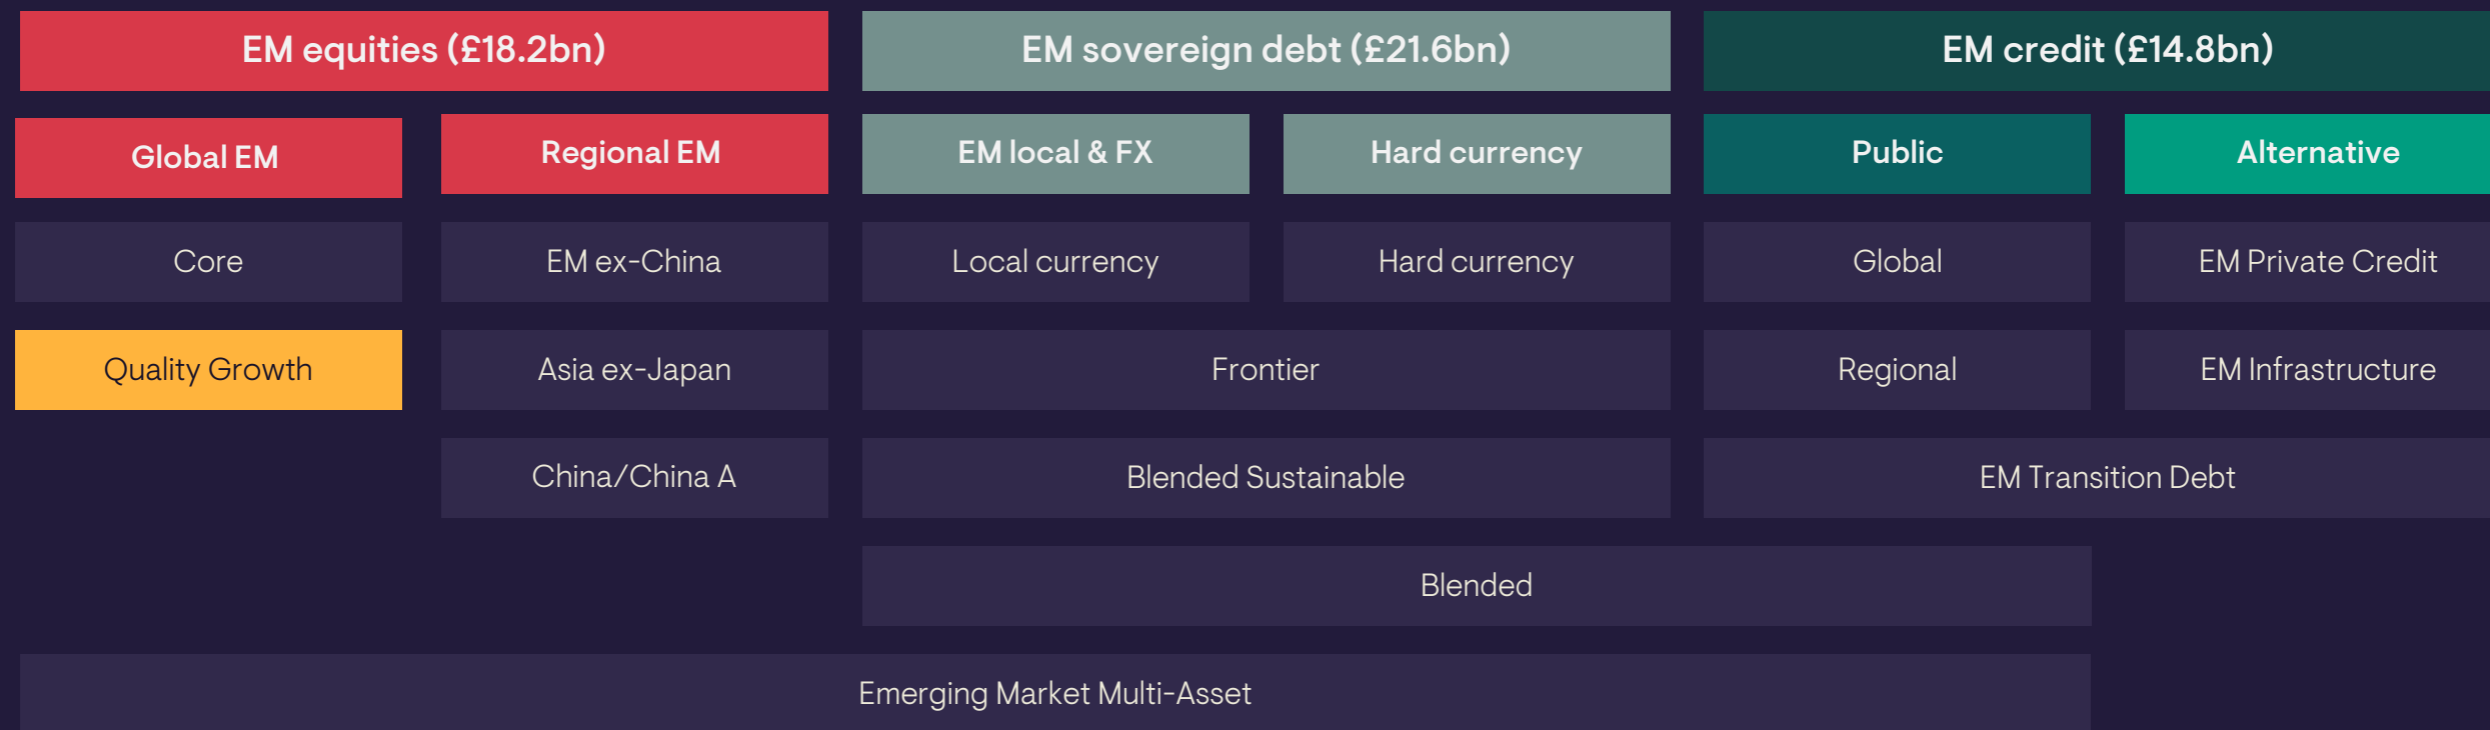 EM equities (£18.2bn)
EM sovereign debt (£21.6bn)
EM credit (£14.8bn)
Global EM
Regional EM
EM local & FX
Hard currency
Public
Alternative
Core
EM ex-China
Local currency
Hard currency
Global
EM Private Credit
Quality Growth
Asia ex-Japan
Frontier
Regional
EM Infrastructure
China/China A
Blended Sustainable
EM Transition Debt
Blended
Emerging Market Multi-Asset